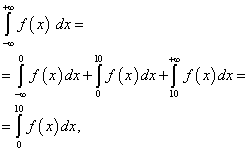 ∫_{-∞}^{+∞} f(x) dx =
= ∫_{-∞}^{0} f(x)dx + ∫_{0}^{10} f(x)dx + ∫_{10}^{+∞} f(x)dx =
= ∫_{0}^{10} f(x)dx,